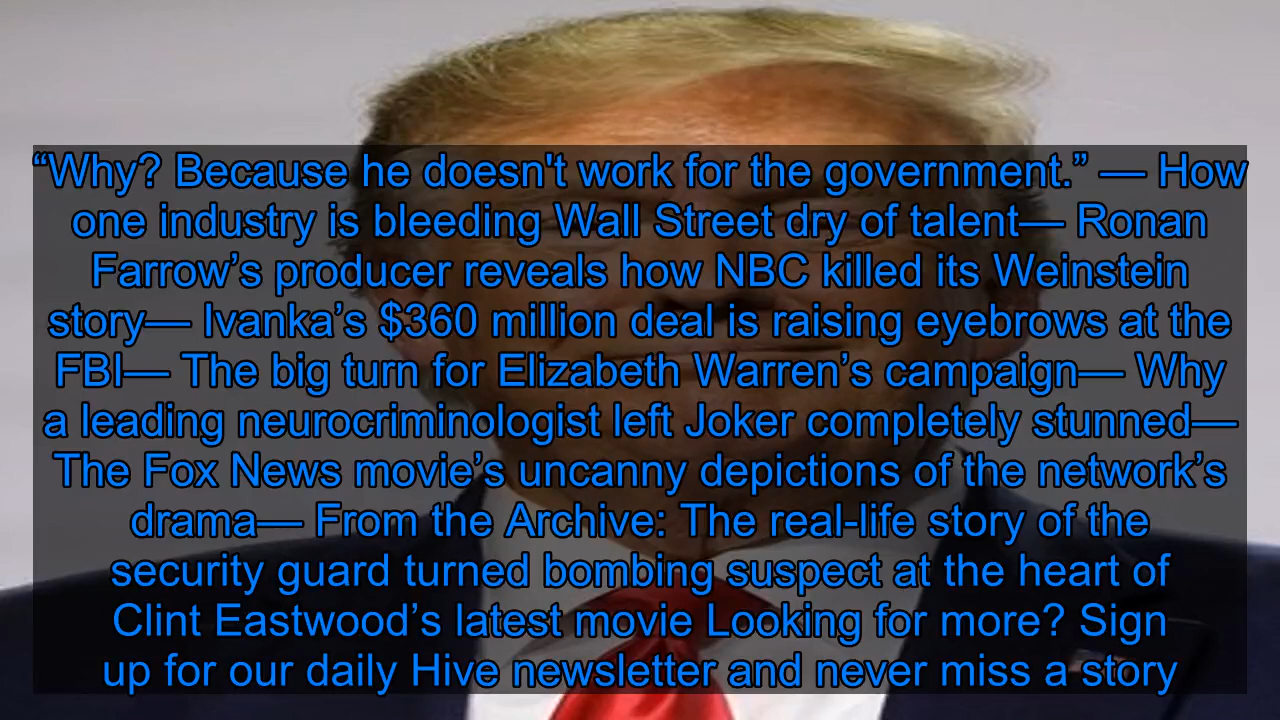 “Why? Because he doesn't work for the government.” — How
one industry is bleeding Wall Street dry of talent— Ronan
Farrow’s producer reveals how NBC killed its Weinstein
story— Ivanka’s $360 million deal is raising eyebrows at the
FBI— The big turn for Elizabeth Warren’s campaign— Why
a leading neurocriminologist left Joker completely stunned—
The Fox News movie’s uncanny depictions of the network’s
drama— From the Archive: The real-life story of the
security guard turned bombing suspect at the heart of
Clint Eastwood’s latest movie Looking for more? Sign
up for our daily Hive newsletter and never miss a story